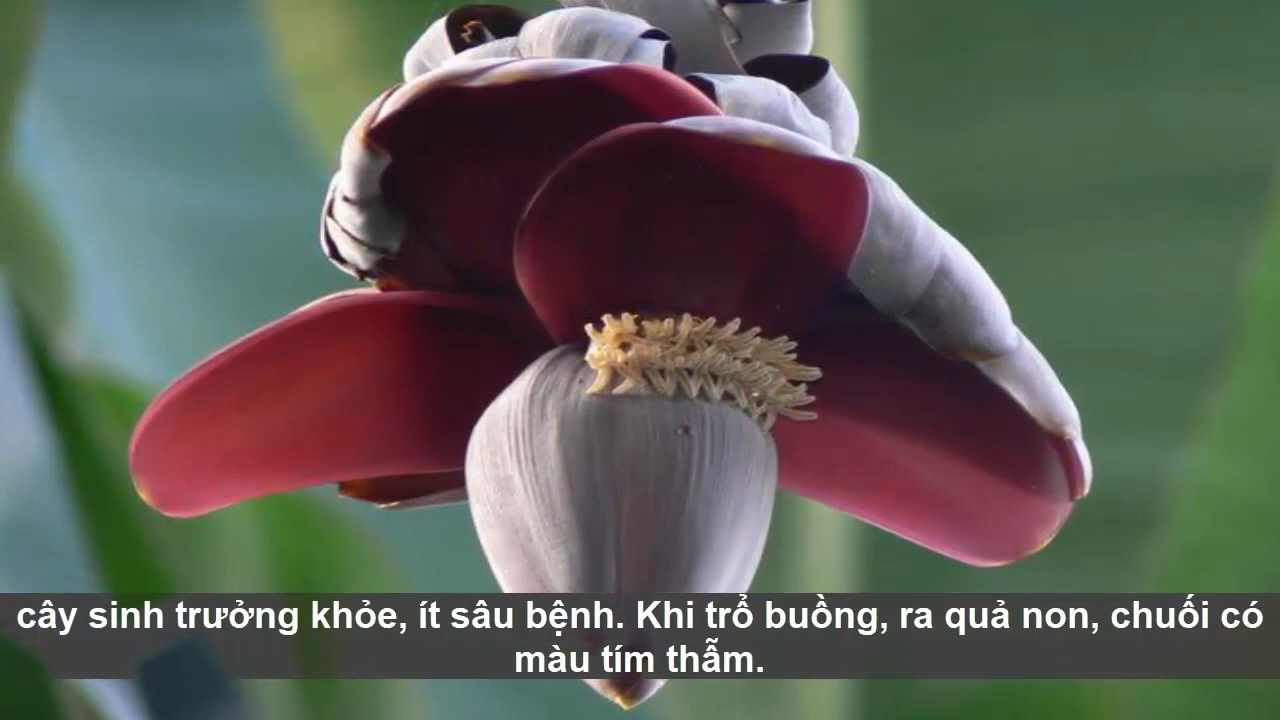 cây sinh trưởng khỏe, ít sâu bệnh. Khi trổ buồng, ra quả non, chuối có
màu tím thẫm.